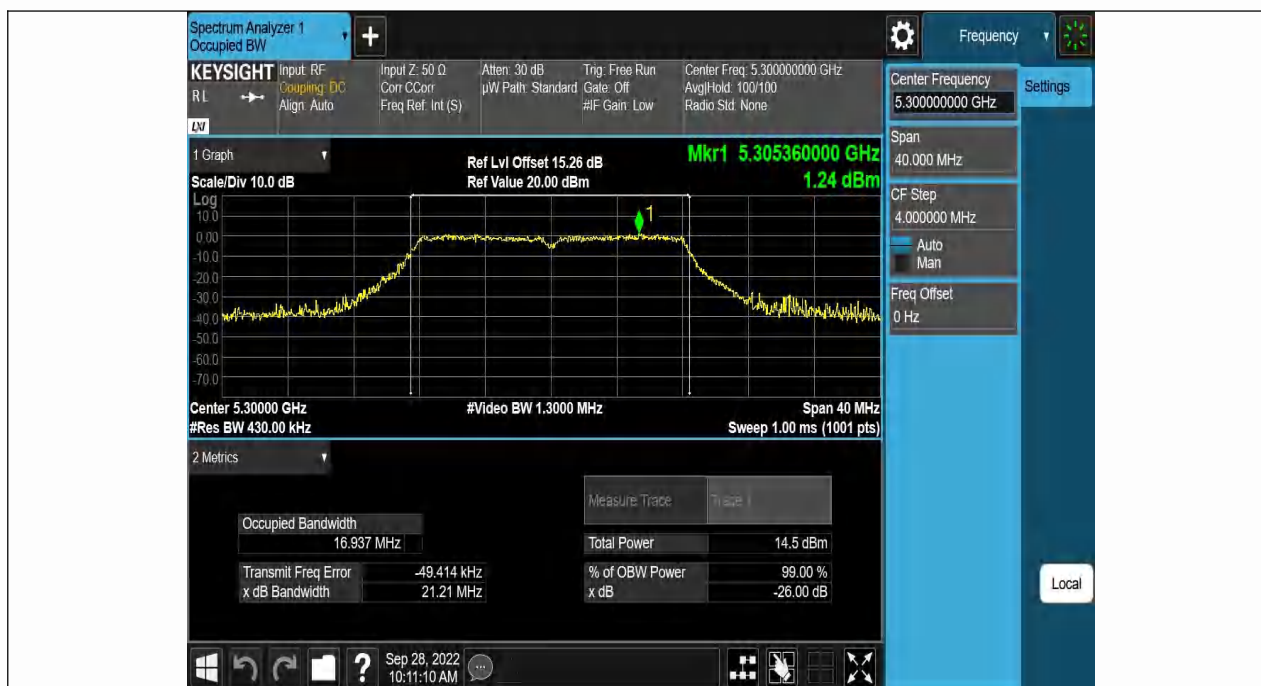 Spectrum Analyzer 1
Occupied BW
+
Frequency
KEYSIGHT
RL
LXI
Input: RF
Coupling: DC
Align: Auto
Input Z: 50 Ω
Corr CCorr
Freq Ref: Int (S)
Atten: 30 dB
µW Path: Standard
Trig: Free Run
Gate: Off
#IF Gain: Low
Center Freq: 5.300000000 GHz
Avg|Hold: 100/100
Radio Std: None
Center Frequency
5.300000000 GHz
Settings
Span
40.000 MHz
CF Step
4.000000 MHz
Auto
Man
Freq Offset
0 Hz
Local
1 Graph
Scale/Div 10.0 dB
Ref Lvl Offset 15.26 dB
Ref Value 20.00 dBm
Mkr1 5.305360000 GHz
1.24 dBm
Log
10.0
0.00
-10.0
-20.0
-30.0
-40.0
-50.0
-60.0
-70.0
1
Center 5.30000 GHz
#Res BW 430.00 kHz
#Video BW 1.3000 MHz
Span 40 MHz
Sweep 1.00 ms (1001 pts)
2 Metrics
Measure Trace Trace 1
Occupied Bandwidth
16.937 MHz
Total Power 14.5 dBm
Transmit Freq Error -49.414 kHz
% of OBW Power 99.00 %
x dB Bandwidth 21.21 MHz
x dB -26.00 dB
?
Sep 28, 2022
10:11:10 AM